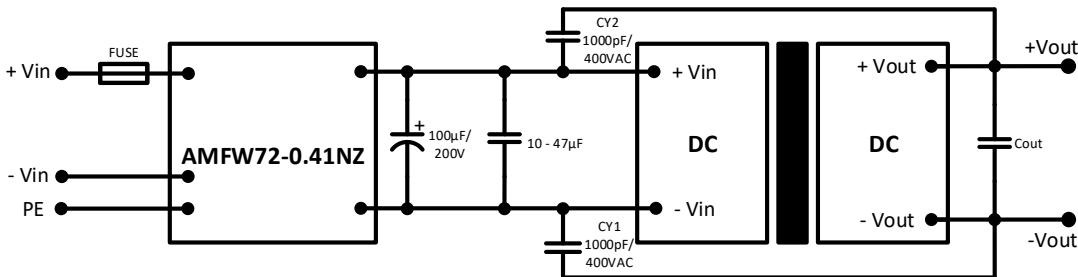 CY2
1000pF/
400VAC
FUSE
+Vout
+ Vin
+ Vin
+ Vout
+
100µF/
200V
10 - 47µF
AMFW72-0.41NZ
DC
DC
Cout
- Vin
PE
- Vin
- Vout
-Vout
CY1
1000pF/
400VAC